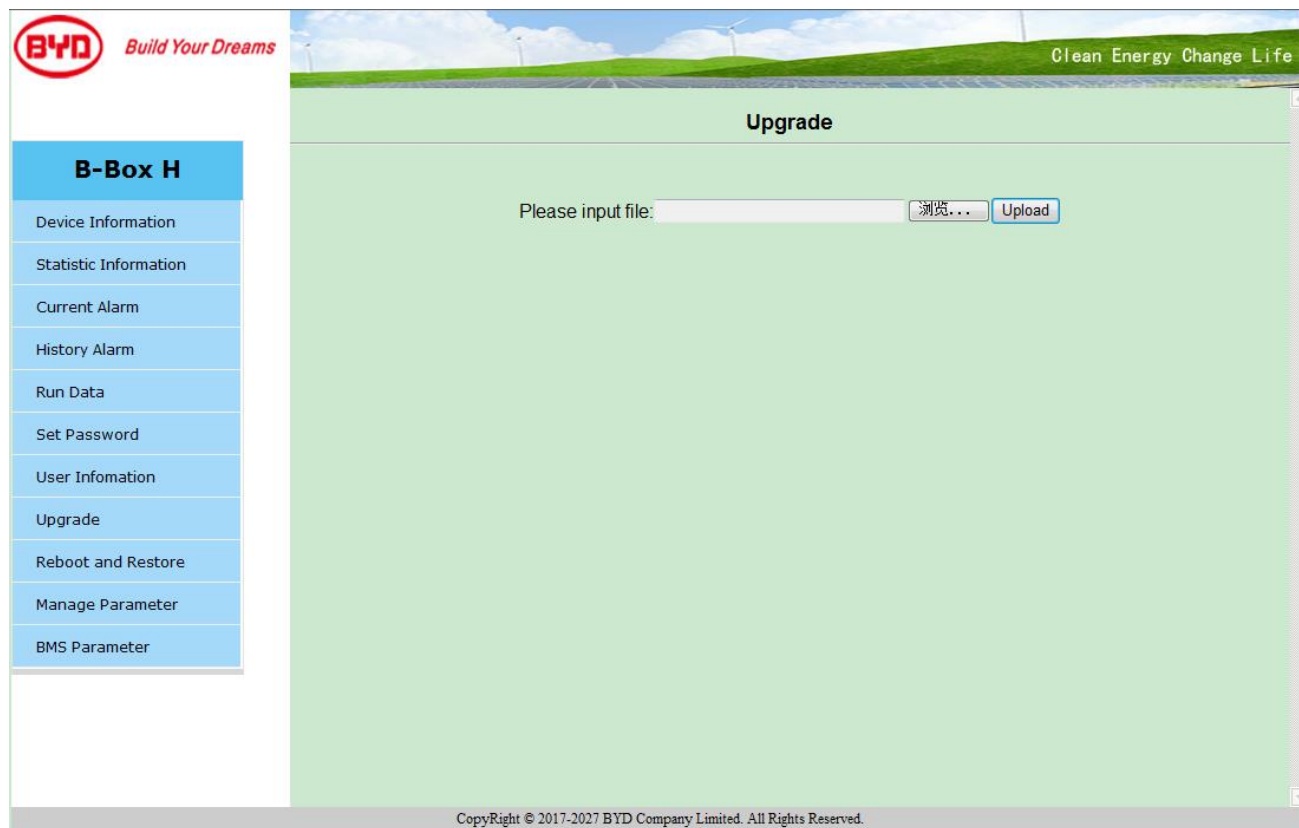 BYD Build Your Dreams
Clean Energy Change Life
Upgrade
B-Box H
Please input file: 浏览... Upload
Device Information
Statistic Information
Current Alarm
History Alarm
Run Data
Set Password
User Infomation
Upgrade
Reboot and Restore
Manage Parameter
BMS Parameter
CopyRight © 2017-2027 BYD Company Limited. All Rights Reserved.